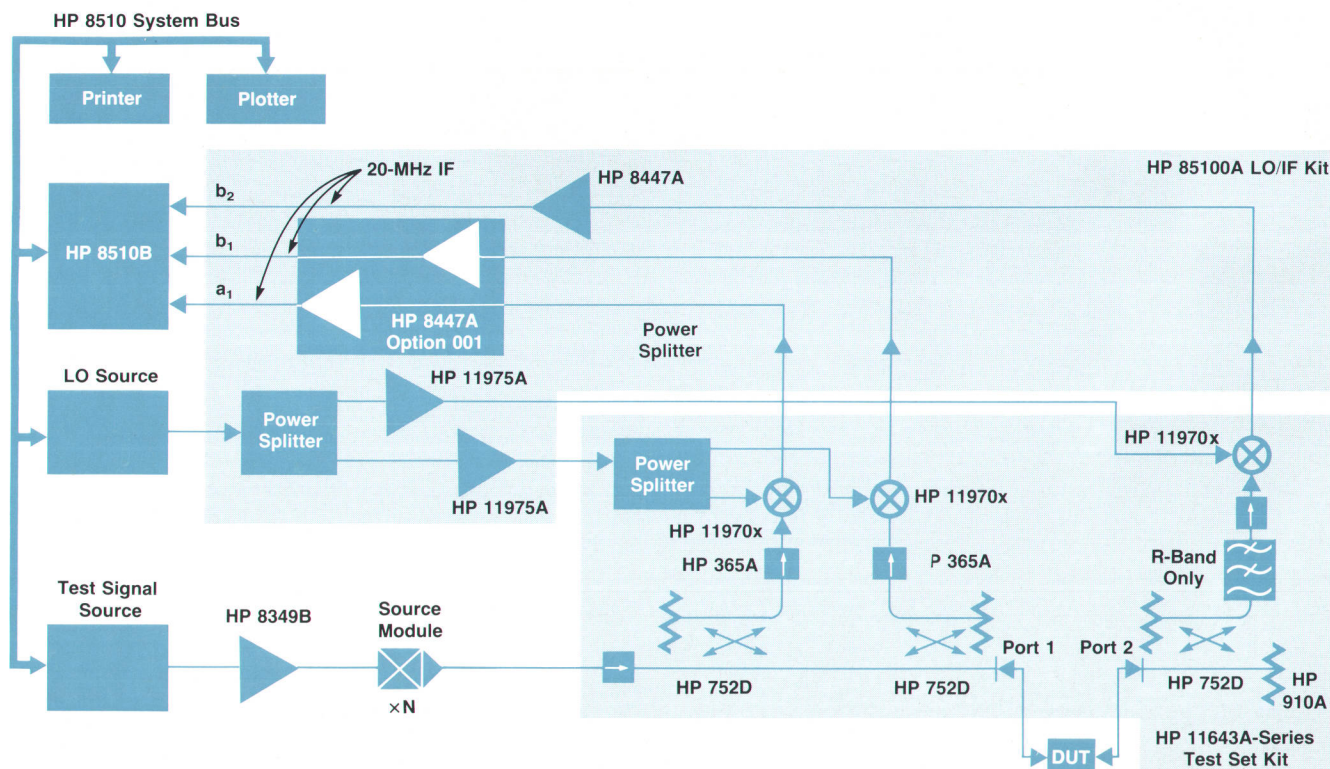 HP 8510 System Bus
Printer
Plotter
20-MHz IF
HP 8447A
HP 85100A LO/IF Kit
b2
HP 8510B
b1
a1
HP 8447A
Option 001
Power
Splitter
LO Source
HP 11975A
Power
Splitter
HP 11970x
Power
Splitter
HP 11970x
HP 11975A
HP 11970x
HP 365A
P 365A
R-Band
Only
Test Signal
Source
HP 8349B
Source
Module
Port 1
Port 2
×N
HP 752D
HP 752D
HP 752D
HP
910A
DUT
HP 11643A-Series
Test Set Kit